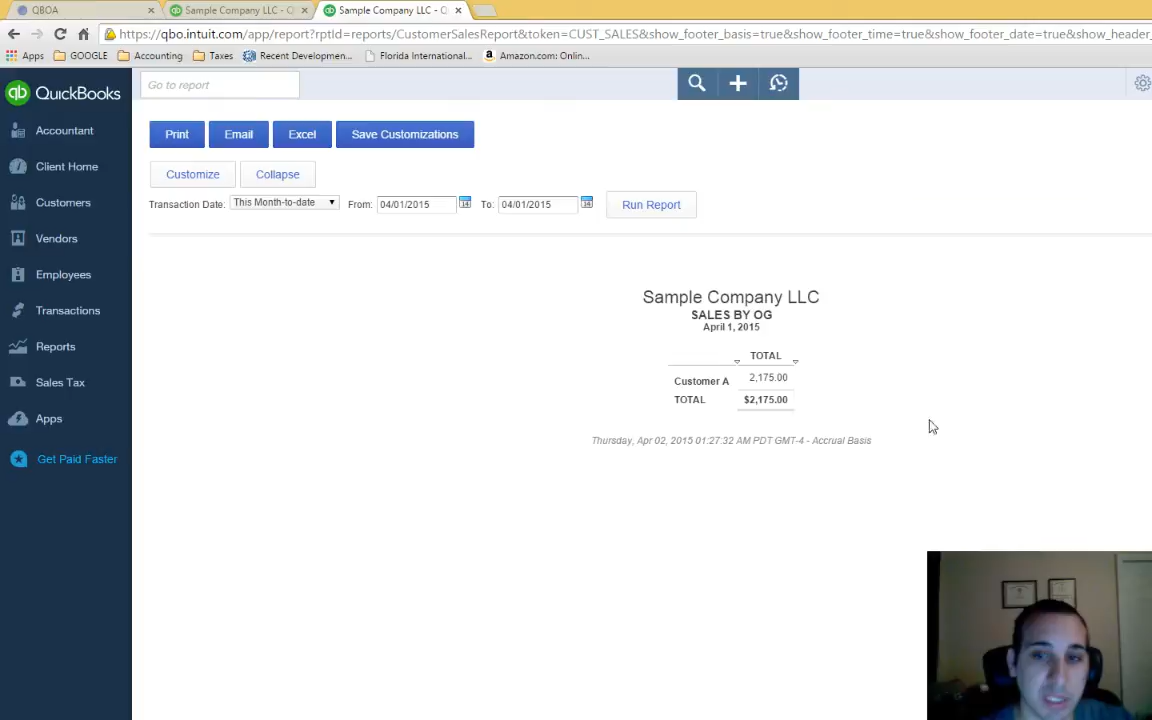 QBOA
Sample Company LLC - Q
Sample Company LLC - Q
https://qbo.intuit.com/app/report?rptId=reports/CustomerSalesReport&token=CUST_SALES&show_footer_basis=true&show_footer_time=true&show_footer_date=true&show_header_
Apps GOOGLE Accounting Taxes Recent Developmen... Florida International... Amazon.com: Onlin...
qb QuickBooks
Go to report
Accountant
Client Home
Customers
Vendors
Employees
Transactions
Reports
Sales Tax
Apps
Get Paid Faster
Print Email Excel Save Customizations
Customize Collapse
Transaction Date: This Month-to-date From: 04/01/2015 To: 04/01/2015 Run Report
Sample Company LLC
SALES BY OG
April 1, 2015
TOTAL
Customer A 2,175.00
TOTAL $2,175.00
Thursday, Apr 02, 2015 01:27:32 AM PDT GMT-4 - Accrual Basis